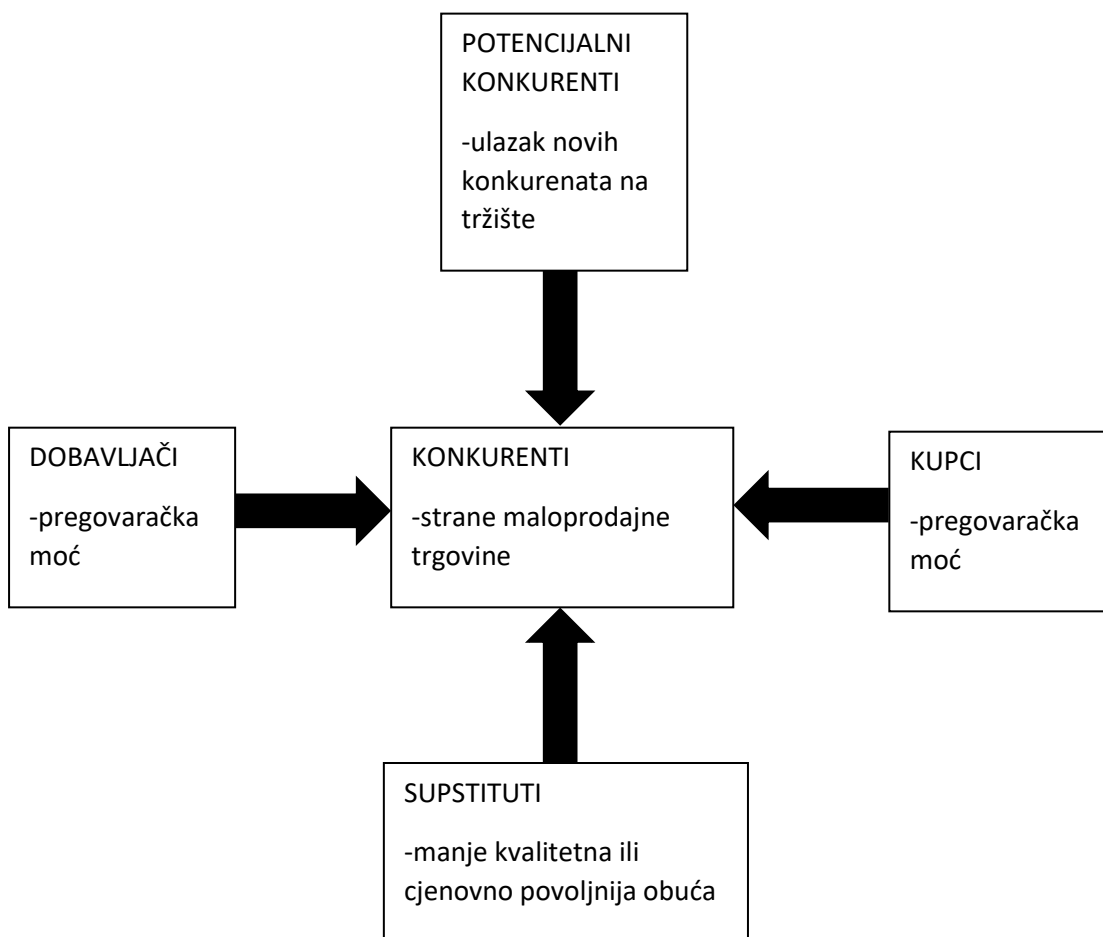 POTENCIJALNI
KONKURENTI
-ulazak novih
konkurenata na
tržište
DOBAVLJAČI
-pregovaračka
moć
KONKURENTI
-strane maloprodajne
trgovine
KUPCI
-pregovaračka
moć
SUPSTITUTI
-manje kvalitetna ili
cjenovno povoljnija obuća